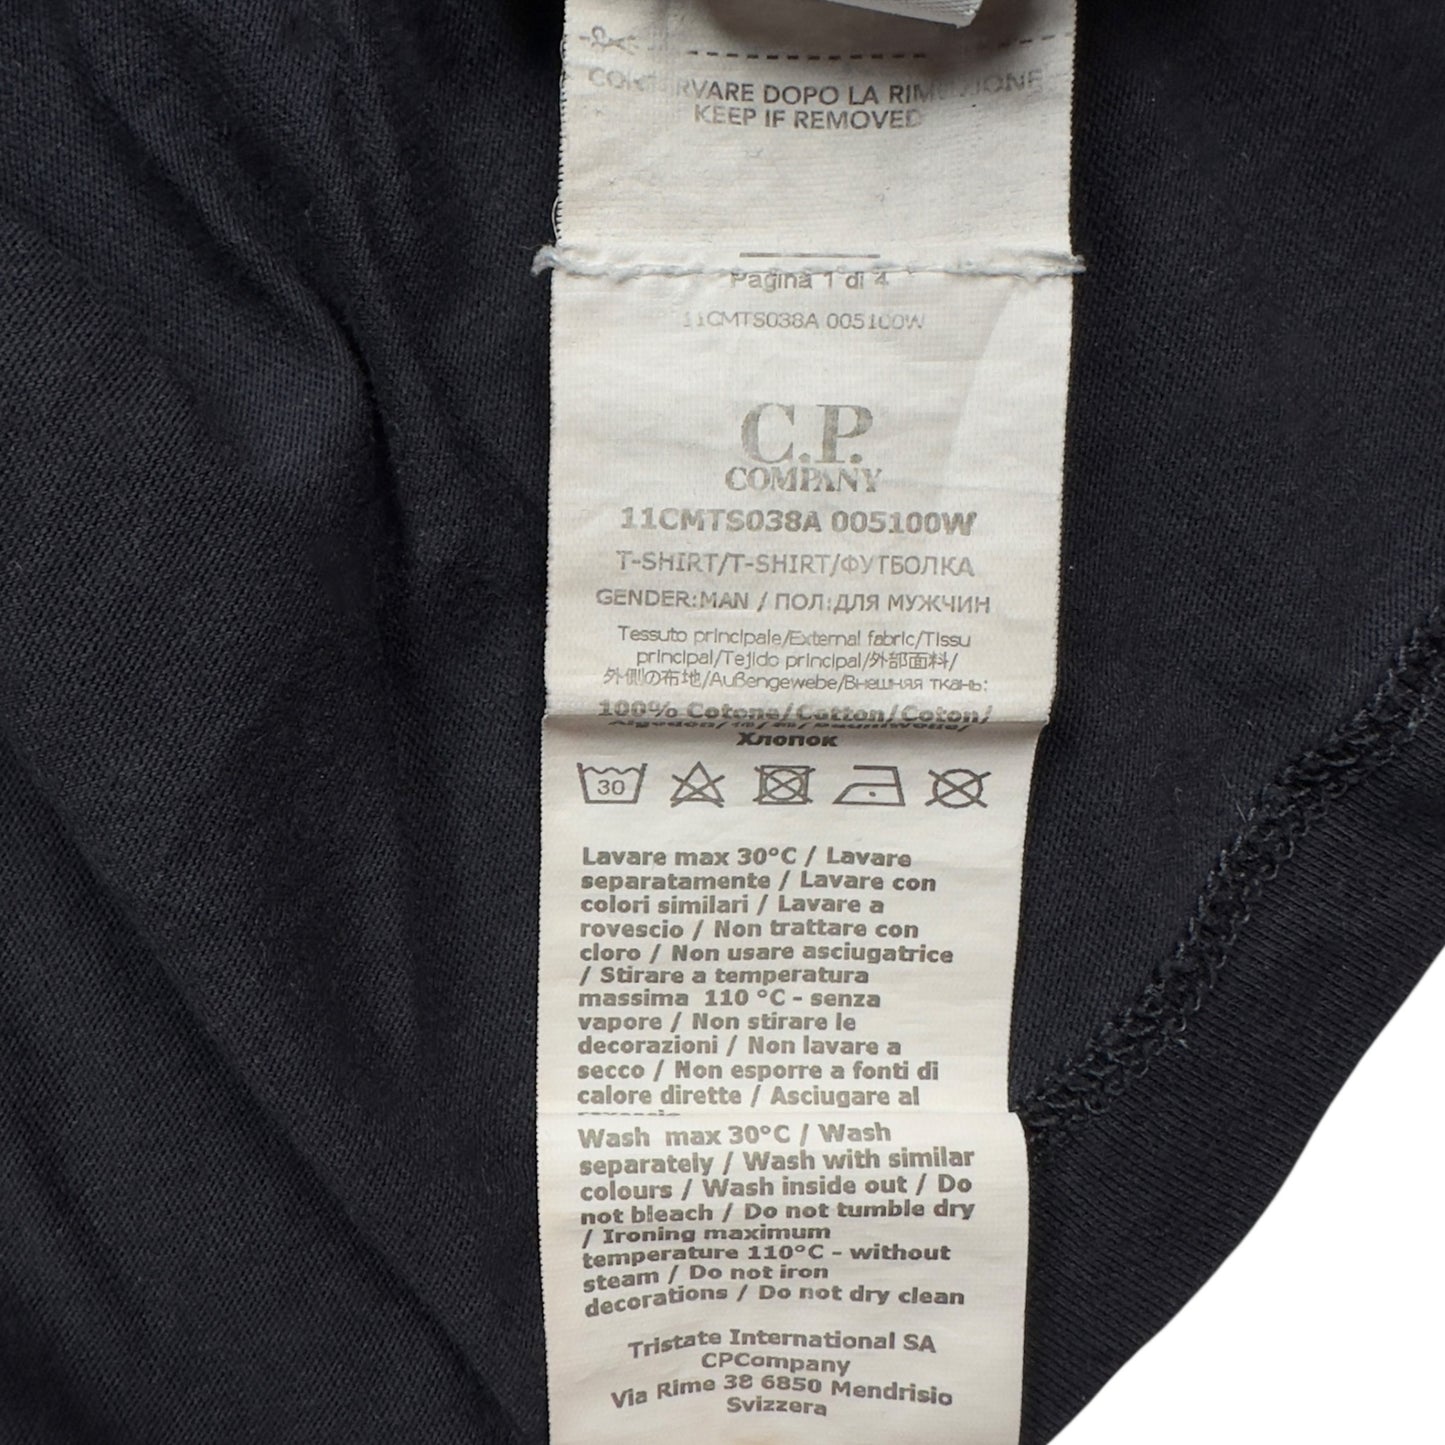 CONSERVARE DOPO LA RIMOZIONE
KEEP IF REMOVED
Pagina 1 di 4
11CMTS038A 005100W
C.P.
COMPANY
11CMTS038A 005100W
T-SHIRT/T-SHIRT/ФУТБОЛКА
GENDER:MAN / ПОЛ:ДЛЯ МУЖЧИН
Tessuto principale/External fabric/Tissu
principal/Tejido principal/外部面料/
外側の布地/Außengewebe/Внешняя ткань:
100% Cotone/Cotton/Coton/
Хлопок
30
Lavare max 30°C / Lavare
separatamente / Lavare con
colori similari / Lavare a
rovescio / Non trattare con
cloro / Non usare asciugatrice
/ Stirare a temperatura
massima 110 °C - senza
vapore / Non stirare le
decorazioni / Non lavare a
secco / Non esporre a fonti di
calore dirette / Asciugare al
Wash max 30°C / Wash
separately / Wash with similar
colours / Wash inside out / Do
not bleach / Do not tumble dry
/ Ironing maximum
temperature 110°C - without
steam / Do not iron
decorations / Do not dry clean
Tristate International SA
CPCompany
Via Rime 38 6850 Mendrisio
Svizzera